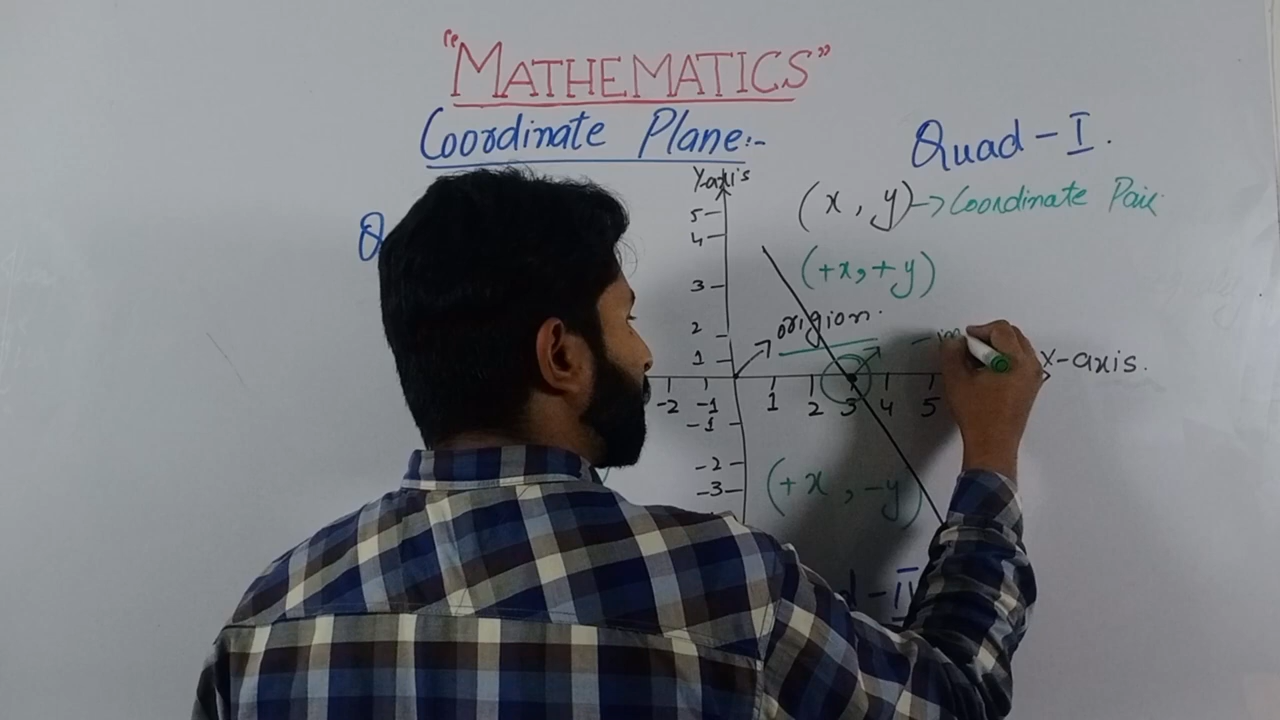 "MATHEMATICS"
Coordinate Plane:-
Quad-I.
Y-axis
(x, y)→Coordinate Pair
5
4
(+x, +y)
3
origion.
2
1
X-axis.
-2 -1 1 2 3 4 5
-1
-2
(+x, -y)
-3